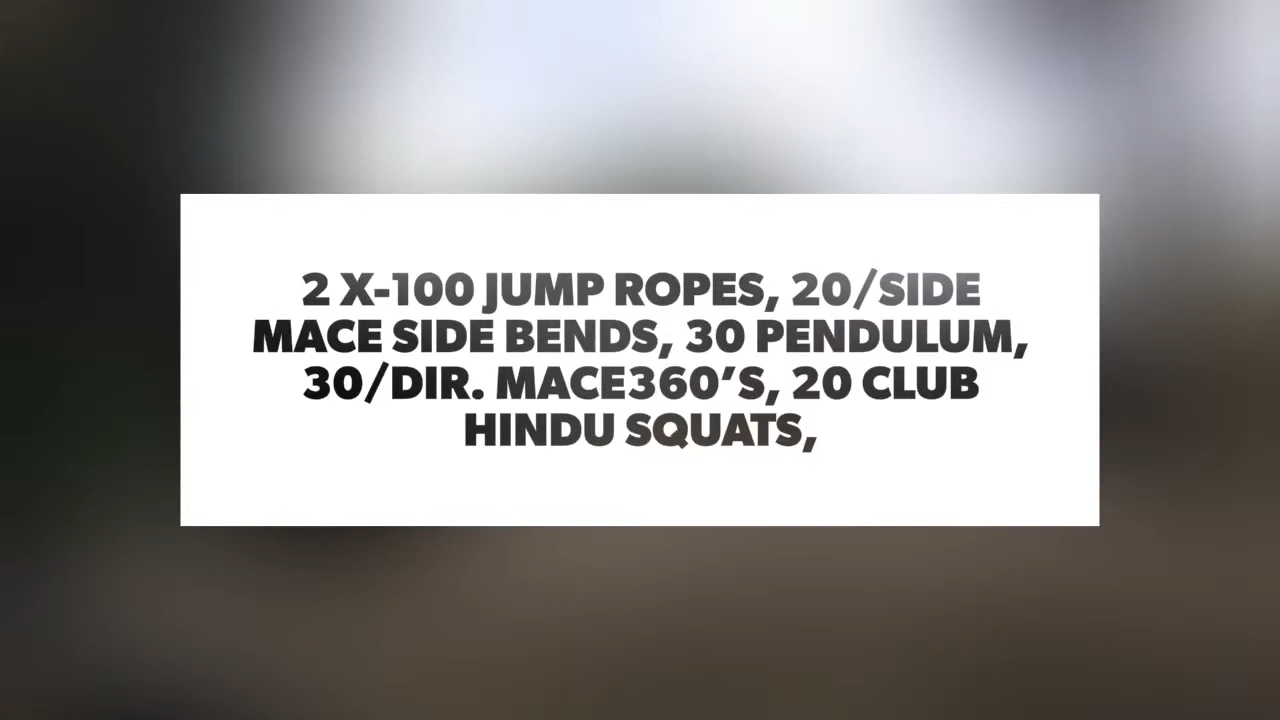 2 X-100 JUMP ROPES, 20/SIDE
MACE SIDE BENDS, 30 PENDULUM,
30/DIR. MACE360’S, 20 CLUB
HINDU SQUATS,